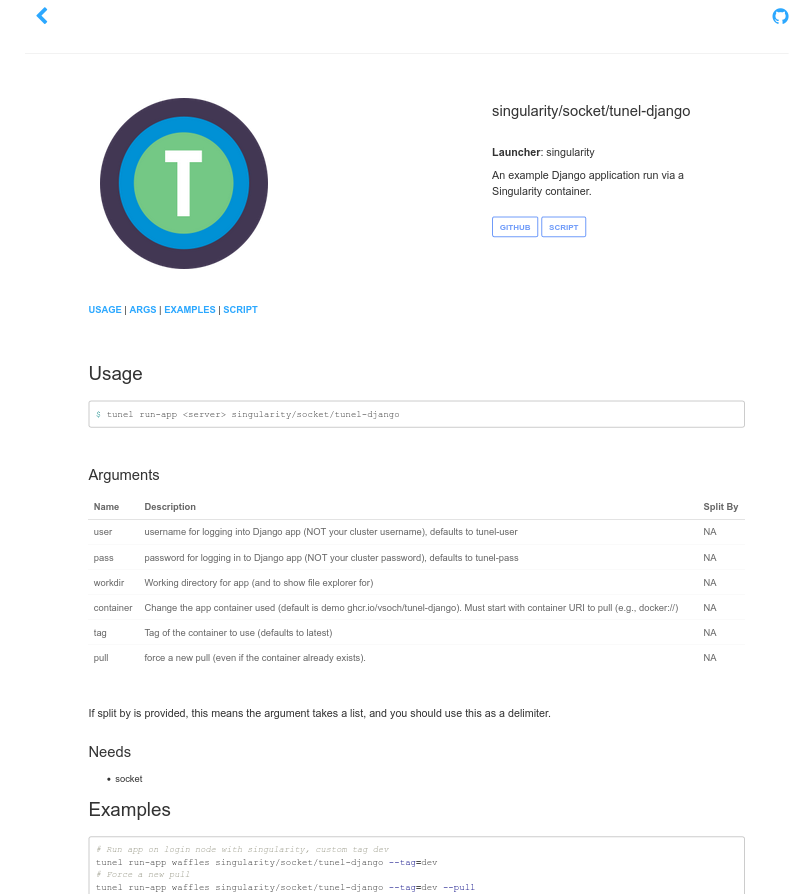 T
singularity/socket/tunel-django
Launcher: singularity
An example Django application run via a
Singularity container.
GITHUB SCRIPT
USAGE | ARGS | EXAMPLES | SCRIPT
Usage
$ tunel run-app <server> singularity/socket/tunel-django
Arguments
Name Description Split By
user username for logging into Django app (NOT your cluster username), defaults to tunel-user NA
pass password for logging in to Django app (NOT your cluster password), defaults to tunel-pass NA
workdir Working directory for app (and to show file explorer for) NA
container Change the app container used (default is demo ghcr.io/vsoch/tunel-django). Must start with container URI to pull (e.g., docker://) NA
tag Tag of the container to use (defaults to latest) NA
pull force a new pull (even if the container already exists). NA
If split by is provided, this means the argument takes a list, and you should use this as a delimiter.
Needs
• socket
Examples
# Run app on login node with singularity, custom tag dev
tunel run-app waffles singularity/socket/tunel-django --tag=dev
# Force a new pull
tunel run-app waffles singularity/socket/tunel-django --tag=dev --pull